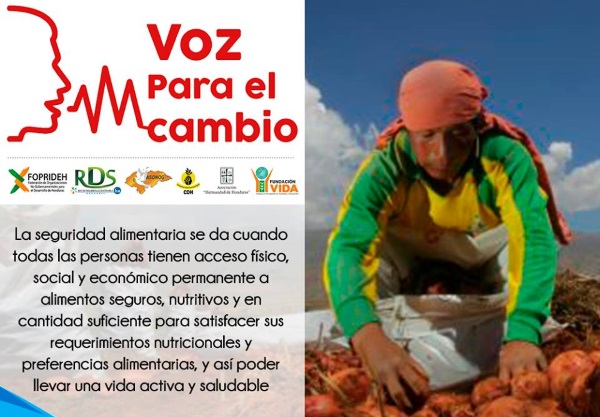 Voz
Para el
cambio
FOPRIDEH
RDS
ASONOG
CDH
Asociación
FUNDACIÓN
VIDA
La seguridad alimentaria se da cuando
todas las personas tienen acceso físico,
social y económico permanente a
alimentos seguros, nutritivos y en
cantidad suficiente para satisfacer sus
requerimientos nutricionales y
preferencias alimentarias, y así poder
llevar una vida activa y saludable